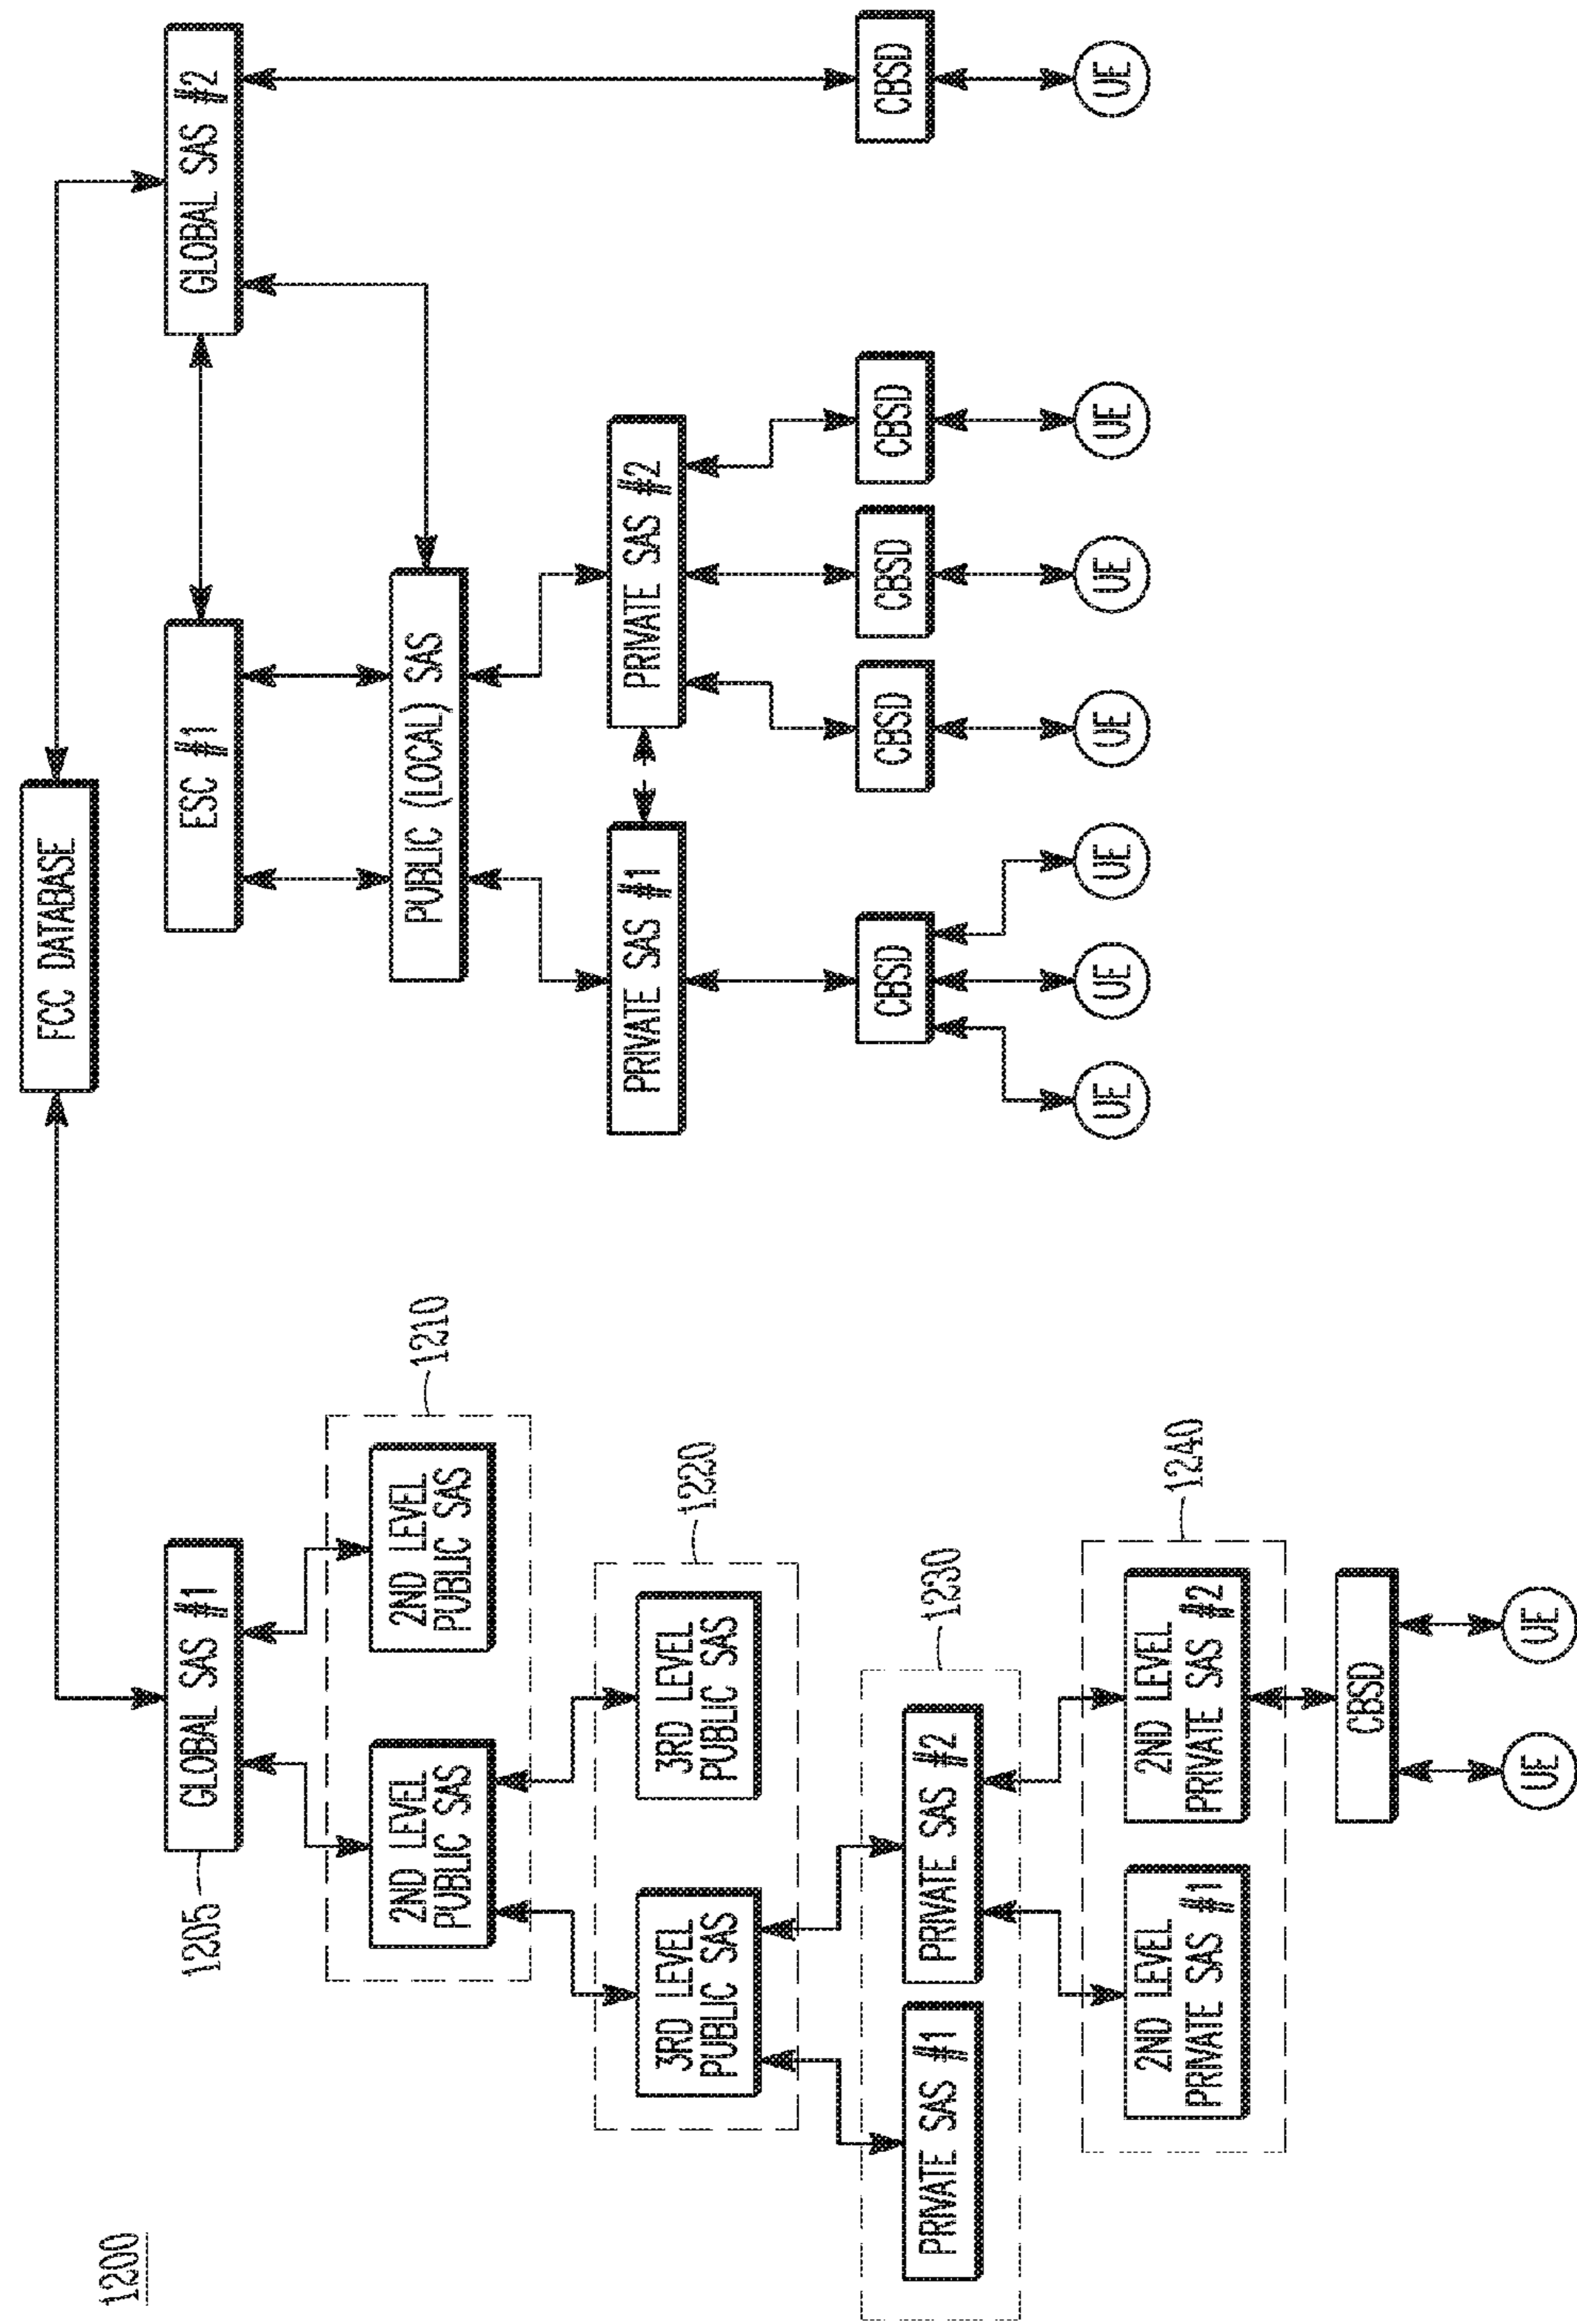 1200
FCC DATABASE
1205
GLOBAL SAS #1
ESC #1
GLOBAL SAS #2
2ND LEVEL
PUBLIC SAS
2ND LEVEL
PUBLIC SAS
1210
PUBLIC (LOCAL) SAS
3RD LEVEL
PUBLIC SAS
3RD LEVEL
PUBLIC SAS
1220
PRIVATE SAS #1
PRIVATE SAS #2
PRIVATE SAS #1
PRIVATE SAS #2
1230
CBSD
CBSD
CBSD
CBSD
CBSD
2ND LEVEL
PRIVATE SAS #1
2ND LEVEL
PRIVATE SAS #2
1240
UE
UE
UE
UE
UE
UE
UE
CBSD
UE
UE